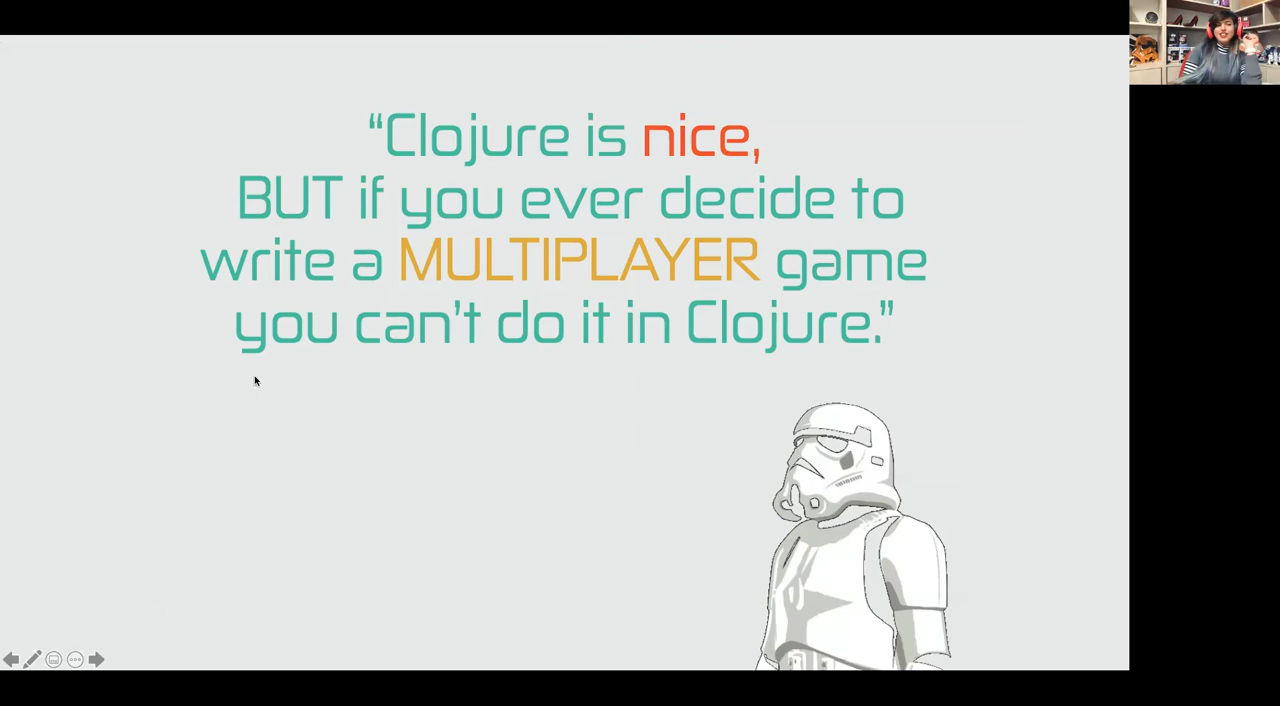 “Clojure is nice,
BUT if you ever decide to
write a MULTIPLAYER game
you can’t do it in Clojure.”